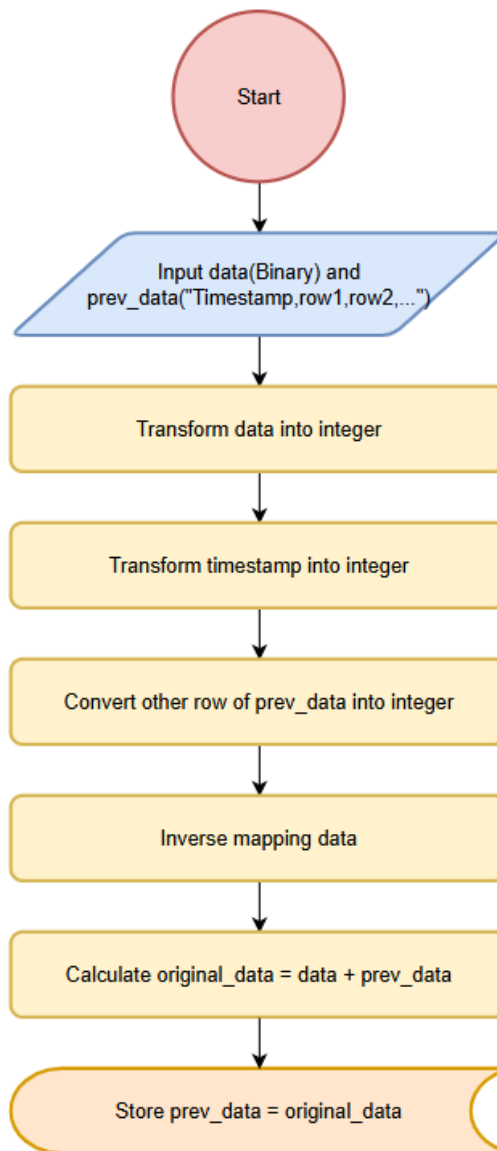 Start
Input data(Binary) and
prev_data("Timestamp,row1,row2,...")
Transform data into integer
Transform timestamp into integer
Convert other row of prev_data into integer
Inverse mapping data
Calculate original_data = data + prev_data
Store prev_data = original_data